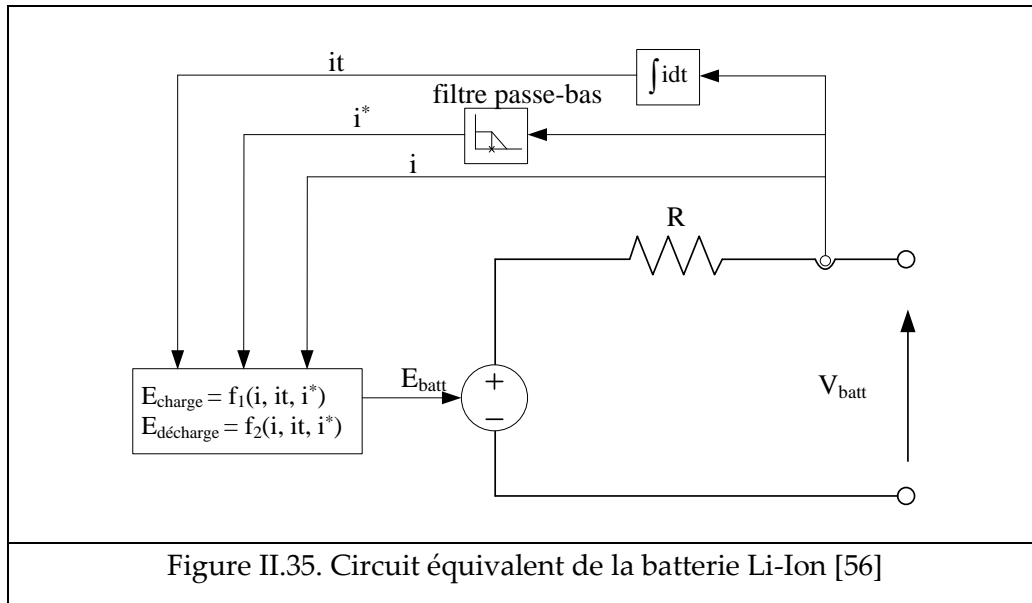 it
∫idt
filtre passe-bas
i*
i
R
E_batt
+
−
V_batt
E_charge = f₁(i, it, i*)
E_décharge = f₂(i, it, i*)
Figure II.35. Circuit équivalent de la batterie Li-Ion [56]